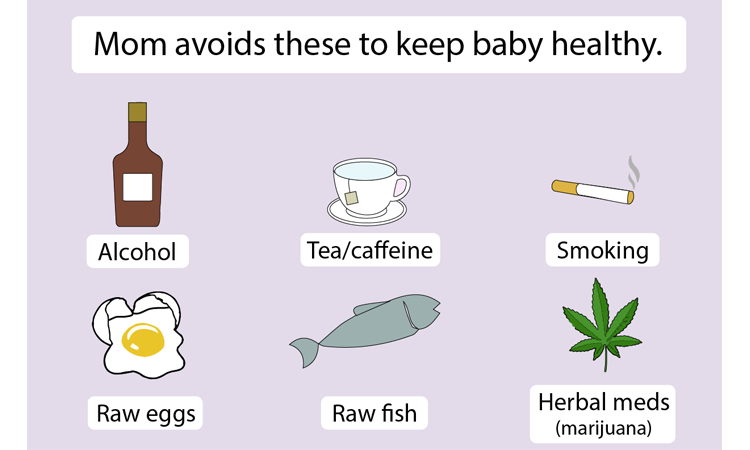 Mom avoids these to keep baby healthy.
Alcohol
Tea/caffeine
Smoking
Raw eggs
Raw fish
Herbal meds
(marijuana)